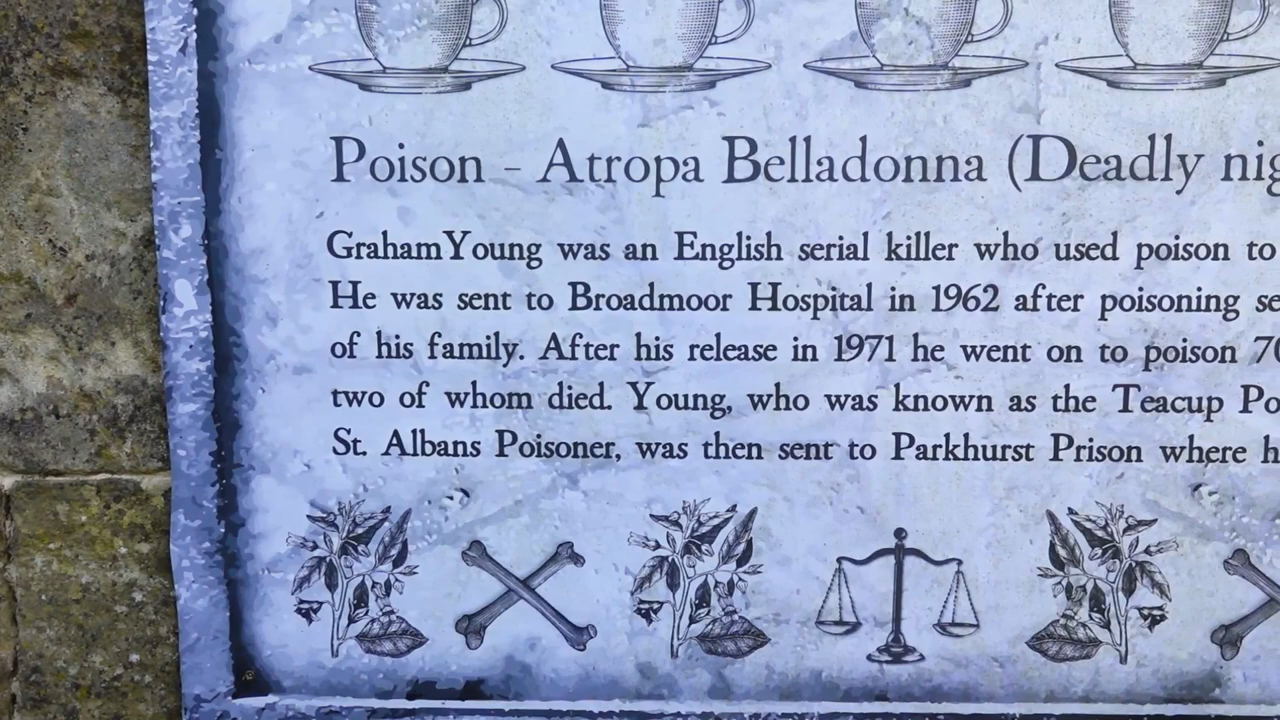 Poison - Atropa Belladonna (Deadly
GrahamYoung was an English serial killer who used poison to
He was sent to Broadmoor Hospital in 1962 after poisoning
of his family. After his release in 1971 he went on to poison
two of whom died. Young, who was known as the Teacup
St. Albans Poisoner, was then sent to Parkhurst Prison where